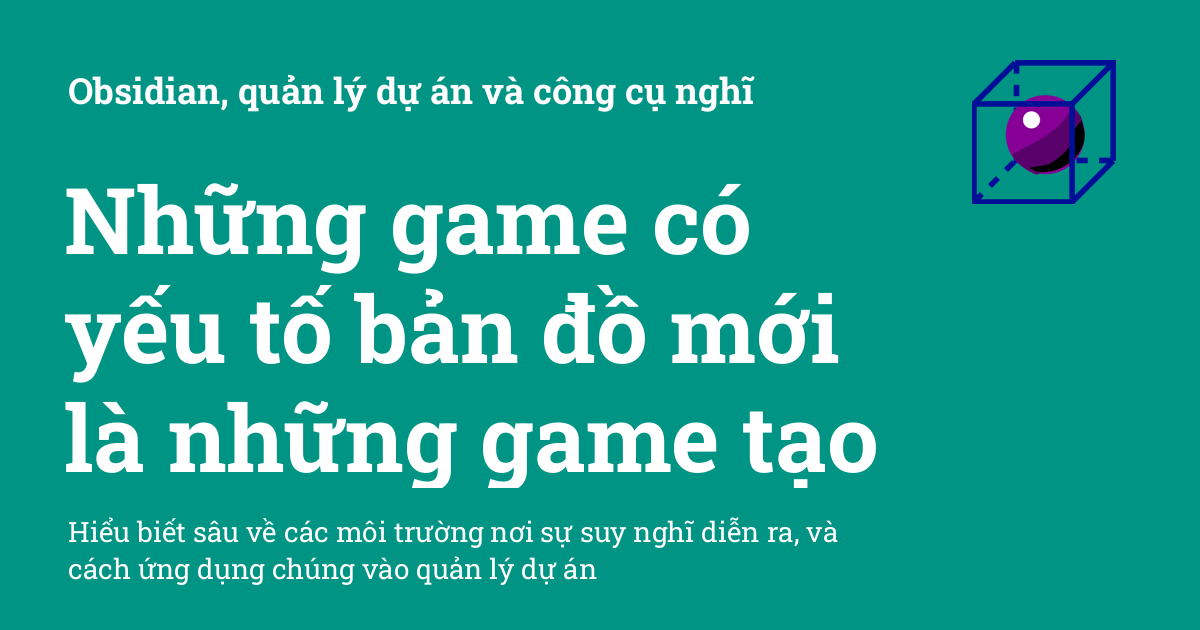 Obsidian, quản lý dự án và công cụ nghĩ
Những game có
yếu tố bản đồ mới
là những game tạo
Hiểu biết sâu về các môi trường nơi sự suy nghĩ diễn ra, và
cách ứng dụng chúng vào quản lý dự án